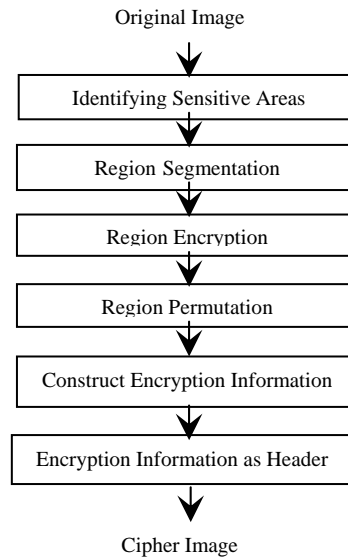 Original Image
Identifying Sensitive Areas
Region Segmentation
Region Encryption
Region Permutation
Construct Encryption Information
Encryption Information as Header
Cipher Image